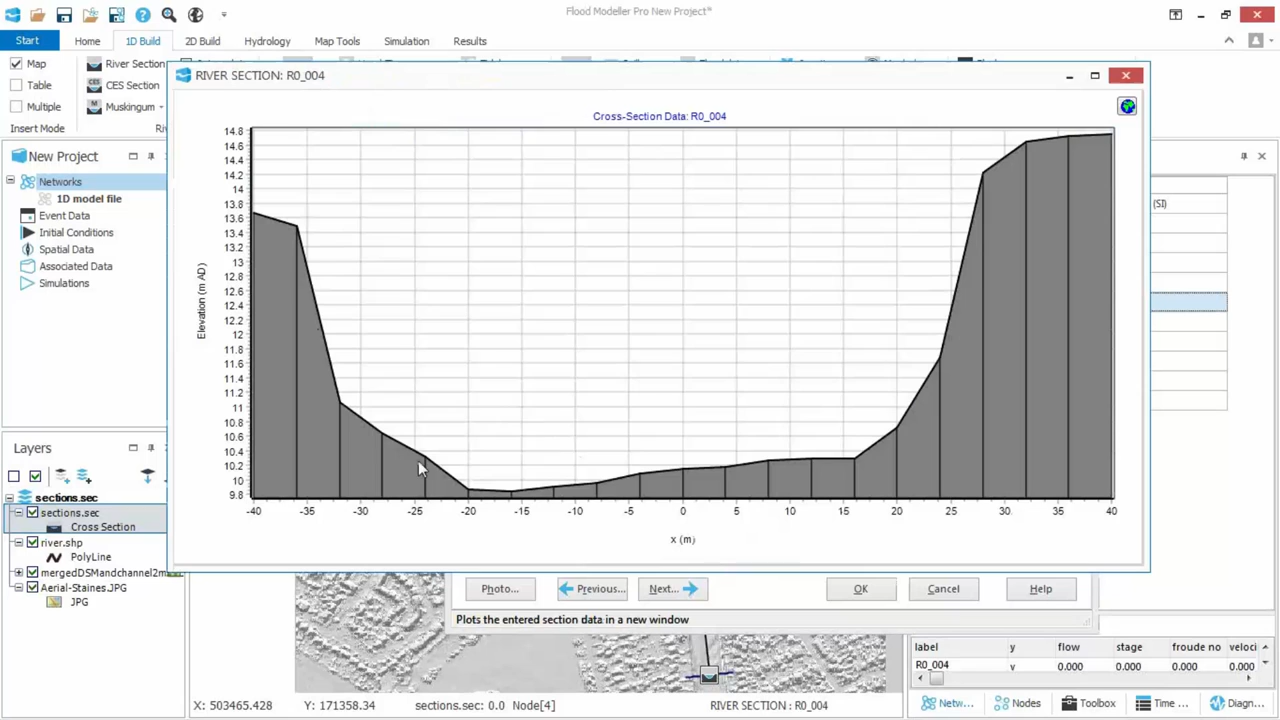 Flood Modeller Pro New Project*
Start Home 1D Build 2D Build Hydrology Map Tools Simulation Results
Map
Table
Multiple
Insert Mode
River Section
CES Section
Muskingum
RIVER SECTION: R0_004
Cross-Section Data: R0_004
New Project
Networks
1D model file
Event Data
Initial Conditions
Spatial Data
Associated Data
Simulations
Elevation (m AD)
14.8
14.6
14.4
14.2
14
13.8
13.6
13.4
13.2
13
12.8
12.6
12.4
12.2
12
11.8
11.6
11.4
11.2
11
10.8
10.6
10.4
10.2
10
9.8
-40 -35 -30 -25 -20 -15 -10 -5 0 5 10 15 20 25 30 35 40
x (m)
(SI)
Layers
sections.sec
sections.sec
Cross Section
river.shp
PolyLine
mergedDSMandchannel2m
Aerial-Staines.JPG
JPG
Photo... Previous... Next... OK Cancel Help
Plots the entered section data in a new window
label y flow stage froude no veloci
R0_004 v 0.000 0.000 0.000 0.000
Netw... Nodes Toolbox Time ... Diagn...
X: 503465.428 Y: 171358.34 sections.sec: 0.0 Node[4] RIVER SECTION: R0_004